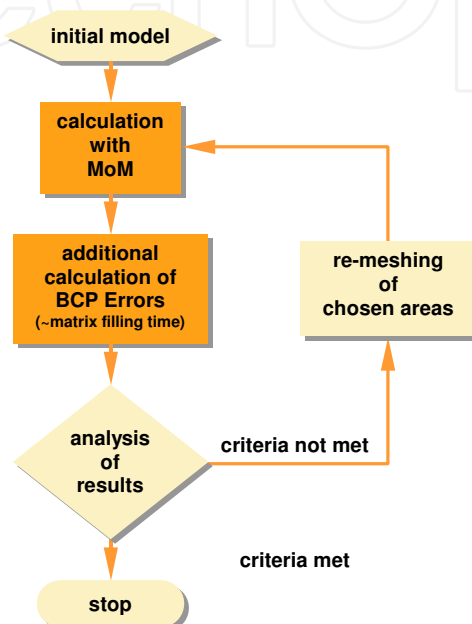 initial model
calculation
with
MoM
additional
calculation of
BCP Errors
(~matrix filling time)
re-meshing
of
chosen areas
analysis
of
results
criteria not met
criteria met
stop